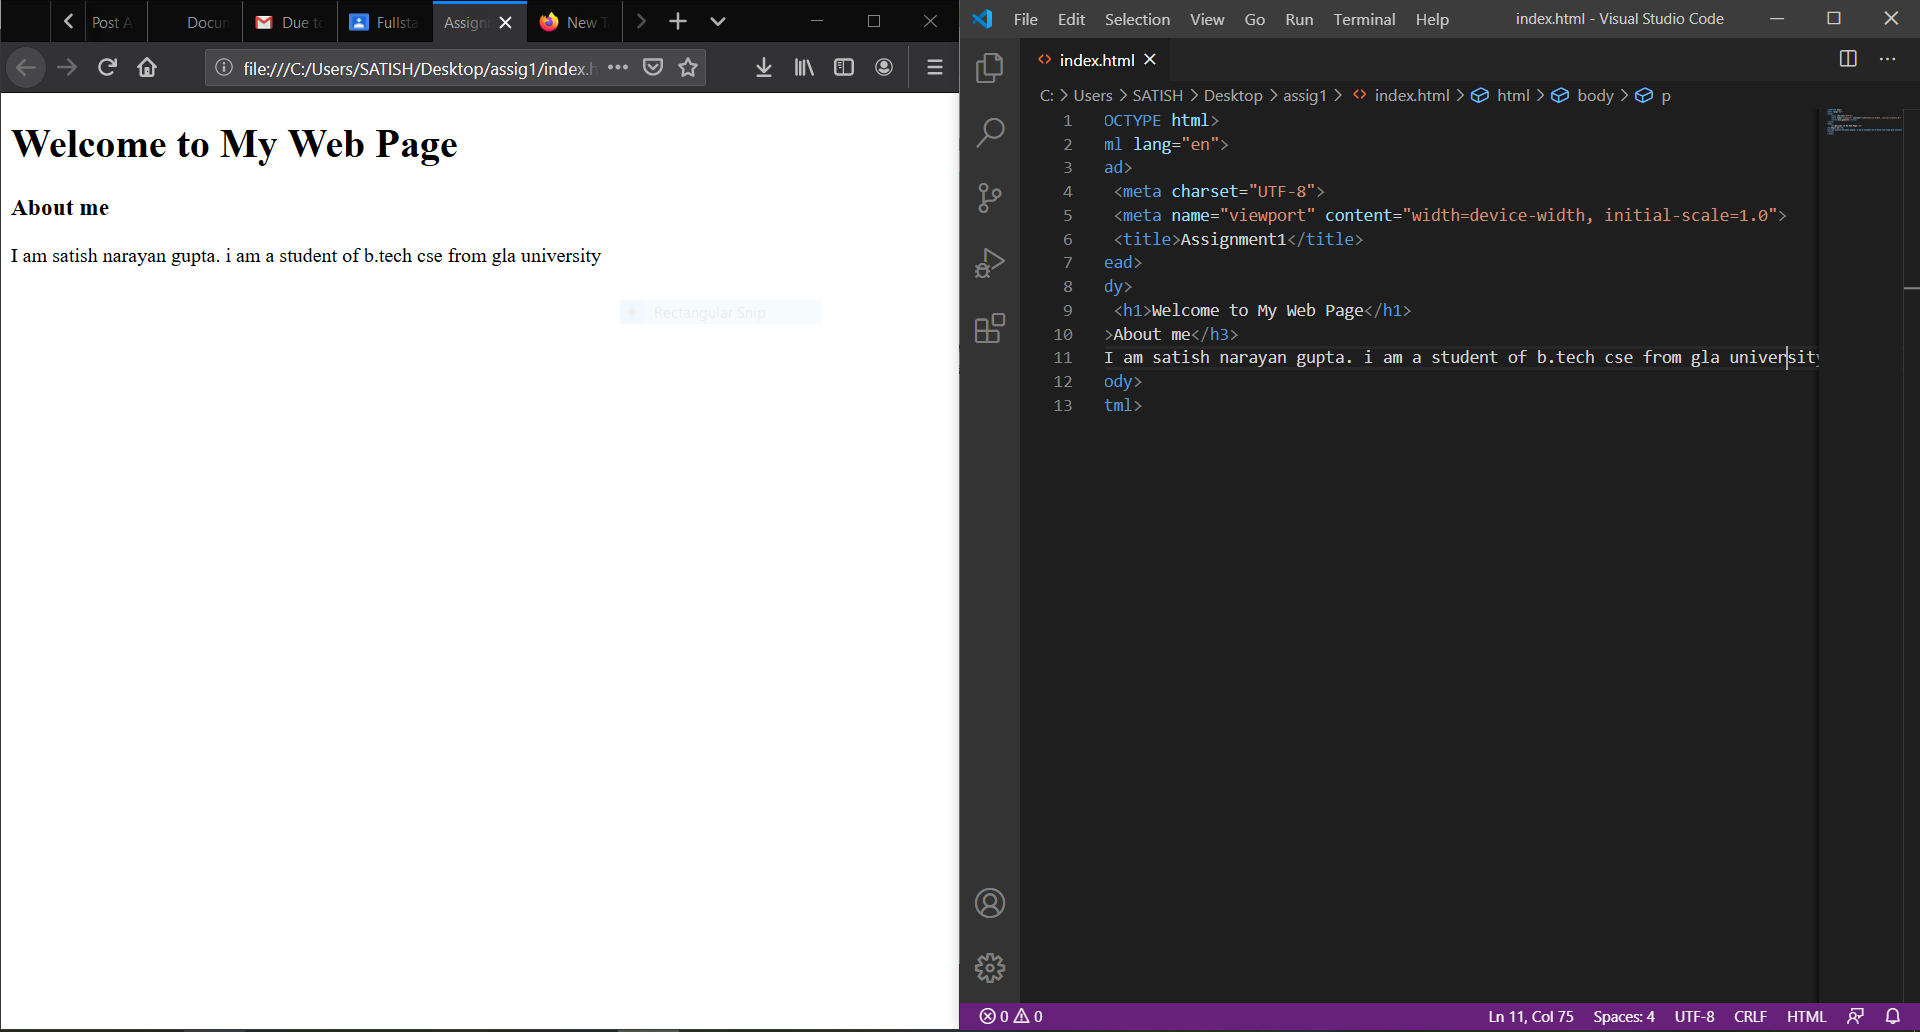 Post A
Docum
Due to
Fullsta
Assign
New T
file:///C:/Users/SATISH/Desktop/assig1/index.h
Welcome to My Web Page
About me
I am satish narayan gupta. i am a student of b.tech cse from gla university
Rectangular Snip
File Edit Selection View Go Run Terminal Help
index.html - Visual Studio Code
index.html
C: > Users > SATISH > Desktop > assig1 > index.html > html > body > p
1 OCTYPE html>
2 ml lang="en">
3 ad>
4 <meta charset="UTF-8">
5 <meta name="viewport" content="width=device-width, initial-scale=1.0">
6 <title>Assignment1</title>
7 ead>
8 dy>
9 <h1>Welcome to My Web Page</h1>
10 >About me</h3>
11 I am satish narayan gupta. i am a student of b.tech cse from gla university
12 ody>
13 tml>
0 0
Ln 11, Col 75 Spaces: 4 UTF-8 CRLF HTML